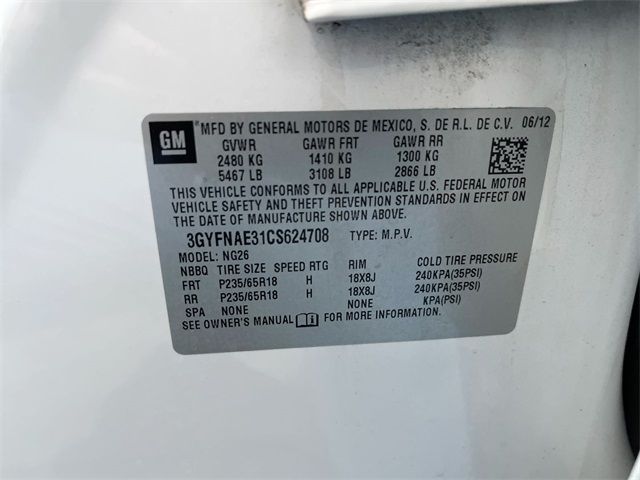 GM MFD BY GENERAL MOTORS DE MEXICO, S. DE R.L. DE C.V. 06/12
GVWR GAWR FRT GAWR RR
2480 KG 1410 KG 1300 KG
5467 LB 3108 LB 2866 LB
THIS VEHICLE CONFORMS TO ALL APPLICABLE U.S. FEDERAL MOTOR
VEHICLE SAFETY AND THEFT PREVENTION STANDARDS IN EFFECT ON
THE DATE OF MANUFACTURE SHOWN ABOVE.
3GYFNAE31CS624708 TYPE: M.P.V.
MODEL: NG26
NBBQ TIRE SIZE SPEED RTG RIM COLD TIRE PRESSURE
FRT P235/65R18 H 18X8J 240KPA(35PSI)
RR P235/65R18 H 18X8J 240KPA(35PSI)
SPA NONE NONE KPA(PSI)
SEE OWNER'S MANUAL FOR MORE INFORMATION.